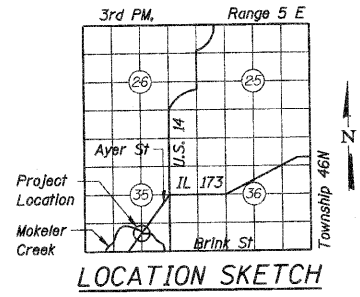 3rd PM. Range 5 E
26 25
U.S. 14
Ayer St
IL 173
Project
Location
35 36
Mokeler
Creek
Brink St
Township 46N
N
LOCATION SKETCH